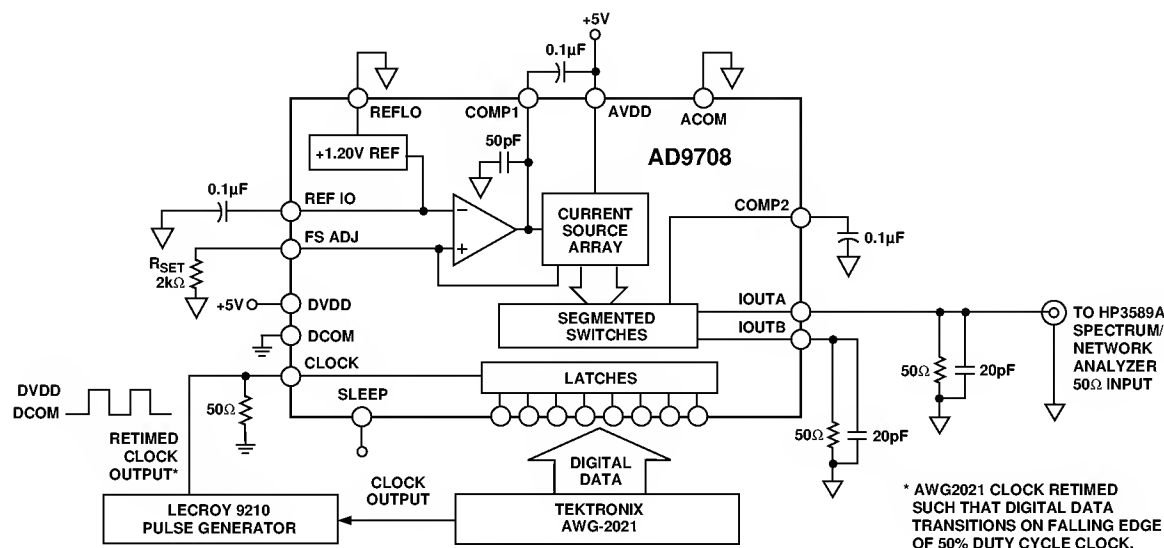 +5V
0.1µF
REFLO
COMP1
AVDD
ACOM
+1.20V REF
50pF
AD9708
0.1µF
REF IO
–
CURRENT
SOURCE
ARRAY
COMP2
0.1µF
FS ADJ
+
RSET
2kΩ
+5V
DVDD
SEGMENTED
SWITCHES
IOUTA
IOUTB
TO HP3589A
SPECTRUM/
NETWORK
ANALYZER
50Ω INPUT
DCOM
CLOCK
LATCHES
50Ω
20pF
DVDD
DCOM
50Ω
SLEEP
50Ω
20pF
RETIMED
CLOCK
OUTPUT*
CLOCK
OUTPUT
DIGITAL
DATA
LECROY 9210
PULSE GENERATOR
TEKTRONIX
AWG-2021
* AWG2021 CLOCK RETIMED
SUCH THAT DIGITAL DATA
TRANSITIONS ON FALLING EDGE
OF 50% DUTY CYCLE CLOCK.